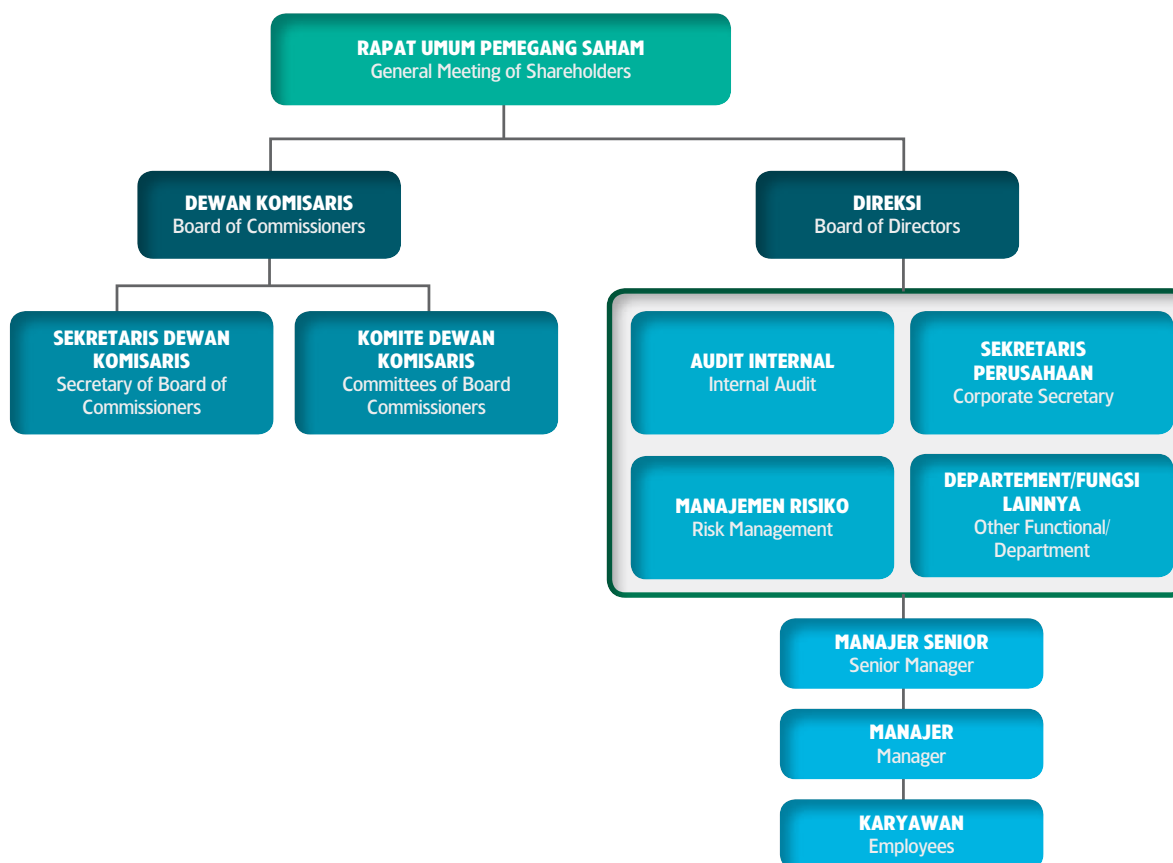 RAPAT UMUM PEMEGANG SAHAM
General Meeting of Shareholders
DEWAN KOMISARIS
Board of Commissioners
DIREKSI
Board of Directors
SEKRETARIS DEWAN
KOMISARIS
Secretary of Board of
Commissioners
KOMITE DEWAN
KOMISARIS
Committees of Board
Commissioners
AUDIT INTERNAL
Internal Audit
SEKRETARIS
PERUSAHAAN
Corporate Secretary
MANAJEMEN RISIKO
Risk Management
DEPARTEMENT/FUNGSI
LAINNYA
Other Functional/
Department
MANAJER SENIOR
Senior Manager
MANAJER
Manager
KARYAWAN
Employees